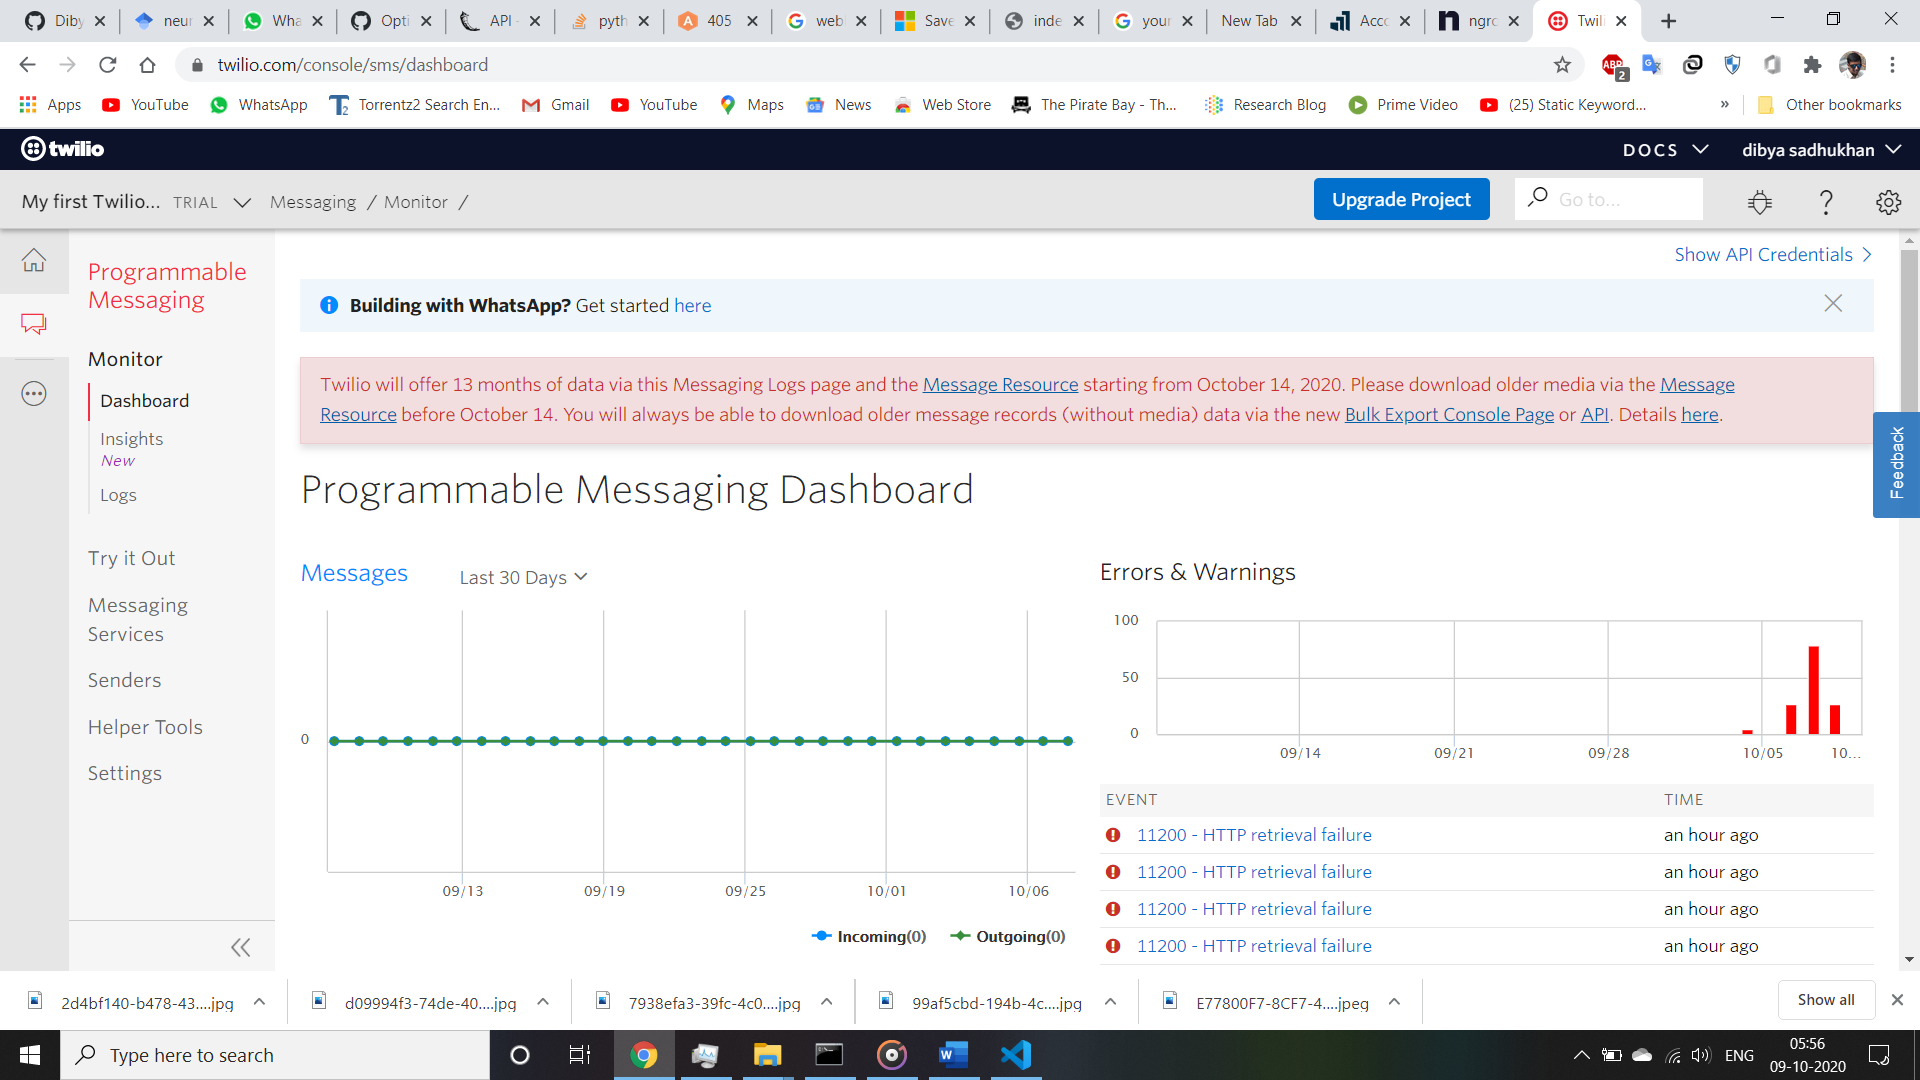 Diby
neur
Wha
Opti
API -
pyth
405
web
Save
inde
your
New Tab
Acco
ngro
Twili
twilio.com/console/sms/dashboard
ABP
2
Apps
YouTube
WhatsApp
Torrentz2 Search En...
Gmail
YouTube
Maps
News
Web Store
The Pirate Bay - Th...
Research Blog
Prime Video
(25) Static Keyword...
»
Other bookmarks
twilio
DOCS
dibya sadhukhan
My first Twilio... TRIAL
Messaging / Monitor /
Upgrade Project
Go to...
Show API Credentials
Programmable
Messaging
Monitor
Dashboard
Insights
New
Logs
Try it Out
Messaging
Services
Senders
Helper Tools
Settings
Building with WhatsApp? Get started here
Twilio will offer 13 months of data via this Messaging Logs page and the Message Resource starting from October 14, 2020. Please download older media via the Message
Resource before October 14. You will always be able to download older message records (without media) data via the new Bulk Export Console Page or API. Details here.
Feedback
Programmable Messaging Dashboard
Messages
Last 30 Days
0
09/13 09/19 09/25 10/01 10/06
Incoming(0) Outgoing(0)
Errors & Warnings
100
50
0
09/14 09/21 09/28 10/05 10...
EVENT TIME
11200 - HTTP retrieval failure an hour ago
11200 - HTTP retrieval failure an hour ago
11200 - HTTP retrieval failure an hour ago
11200 - HTTP retrieval failure an hour ago
2d4bf140-b478-43....jpg
d09994f3-74de-40....jpg
7938efa3-39fc-4c0....jpg
99af5cbd-194b-4c....jpg
E77800F7-8CF7-4....jpeg
Show all
Type here to search
ENG
05:56
09-10-2020